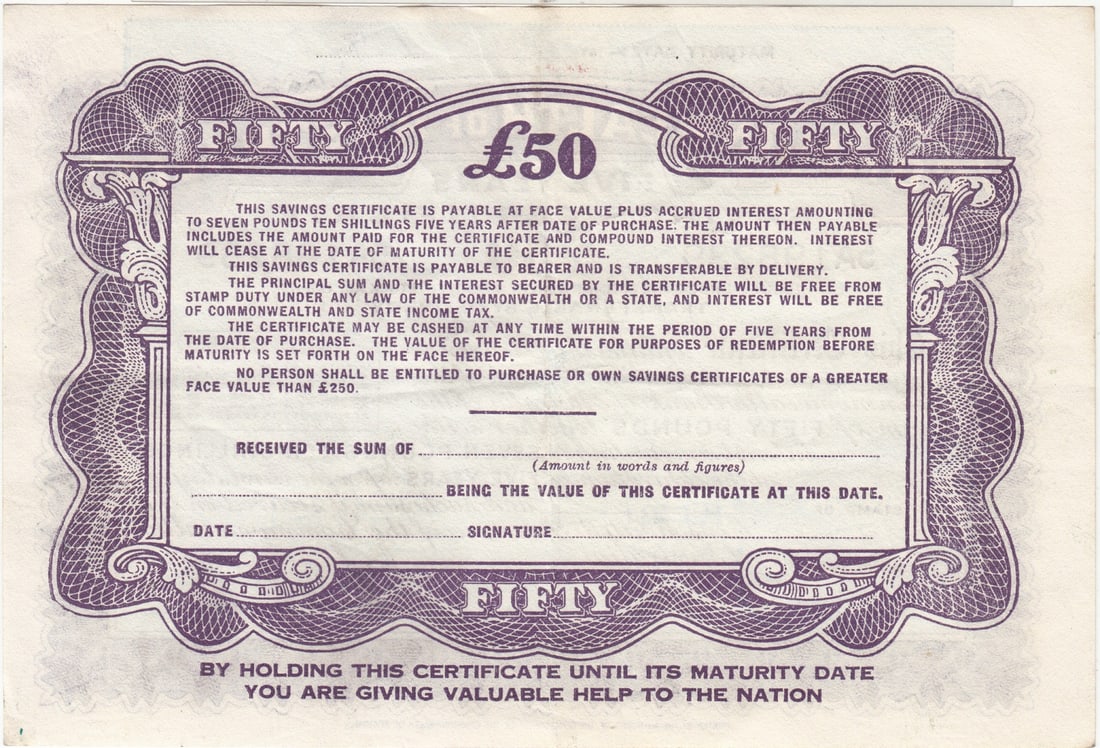 FIFTY £50 FIFTY
THIS SAVINGS CERTIFICATE IS PAYABLE AT FACE VALUE PLUS ACCRUED INTEREST AMOUNTING
TO SEVEN POUNDS TEN SHILLINGS FIVE YEARS AFTER DATE OF PURCHASE. THE AMOUNT THEN PAYABLE
INCLUDES THE AMOUNT PAID FOR THE CERTIFICATE AND COMPOUND INTEREST THEREON. INTEREST
WILL CEASE AT THE DATE OF MATURITY OF THE CERTIFICATE.
THIS SAVINGS CERTIFICATE IS PAYABLE TO BEARER AND IS TRANSFERABLE BY DELIVERY.
THE PRINCIPAL SUM AND THE INTEREST SECURED BY THE CERTIFICATE WILL BE FREE FROM
STAMP DUTY UNDER ANY LAW OF THE COMMONWEALTH OR A STATE, AND INTEREST WILL BE FREE
OF COMMONWEALTH AND STATE INCOME TAX.
THE CERTIFICATE MAY BE CASHED AT ANY TIME WITHIN THE PERIOD OF FIVE YEARS FROM
THE DATE OF PURCHASE. THE VALUE OF THE CERTIFICATE FOR PURPOSES OF REDEMPTION BEFORE
MATURITY IS SET FORTH ON THE FACE HEREOF.
NO PERSON SHALL BE ENTITLED TO PURCHASE OR OWN SAVINGS CERTIFICATES OF A GREATER
FACE VALUE THAN £250.
RECEIVED THE SUM OF
(Amount in words and figures)
BEING THE VALUE OF THIS CERTIFICATE AT THIS DATE.
DATE SIGNATURE
FIFTY
BY HOLDING THIS CERTIFICATE UNTIL ITS MATURITY DATE
YOU ARE GIVING VALUABLE HELP TO THE NATION